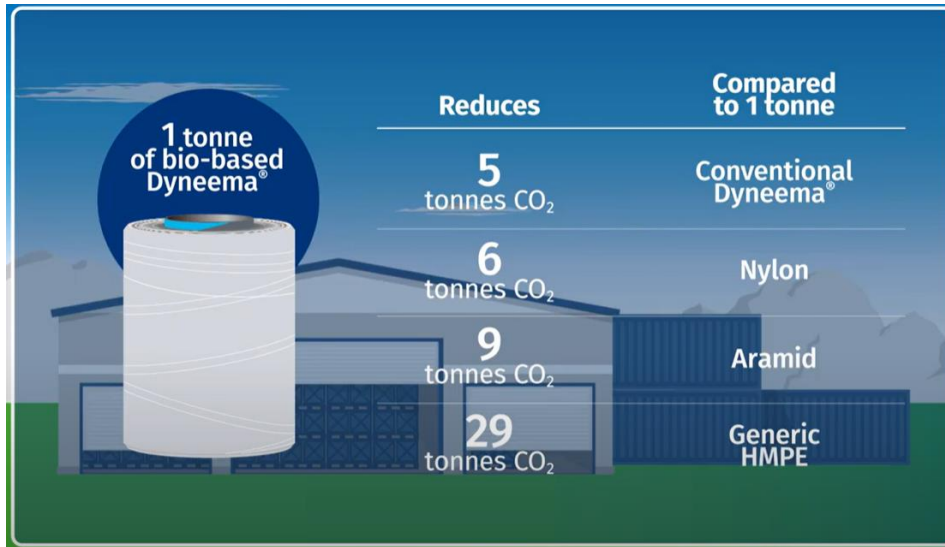 1 tonne
of bio-based
Dyneema®
Reduces
Compared
to 1 tonne
5
tonnes CO₂
Conventional
Dyneema®
6
tonnes CO₂
Nylon
9
tonnes CO₂
Aramid
29
tonnes CO₂
Generic
HMPE